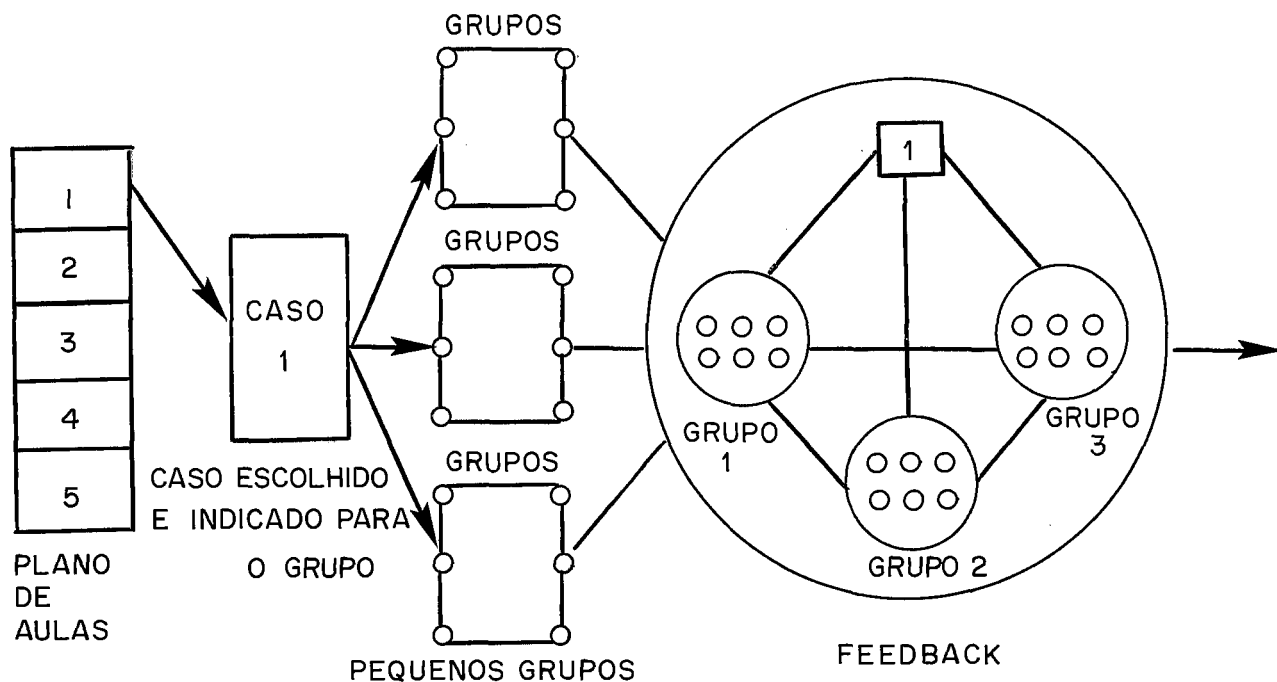 1
2
3
4
5
PLANO
DE
AULAS
CASO
1
CASO ESCOLHIDO
E INDICADO PARA
O GRUPO
GRUPOS
GRUPOS
GRUPOS
PEQUENOS GRUPOS
1
GRUPO
1
GRUPO 2
GRUPO
3
FEEDBACK